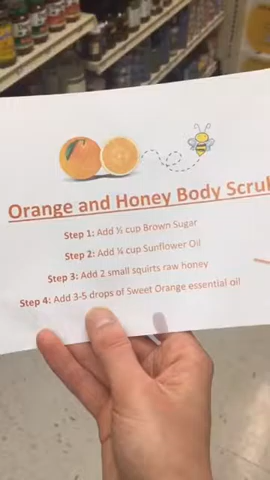 Orange and Honey Body Scrub
Step 1: Add ½ cup Brown Sugar
Step 2: Add ¼ cup Sunflower Oil
Step 3: Add 2 small squirts raw honey
Step 4: Add 3-5 drops of Sweet Orange essential oil